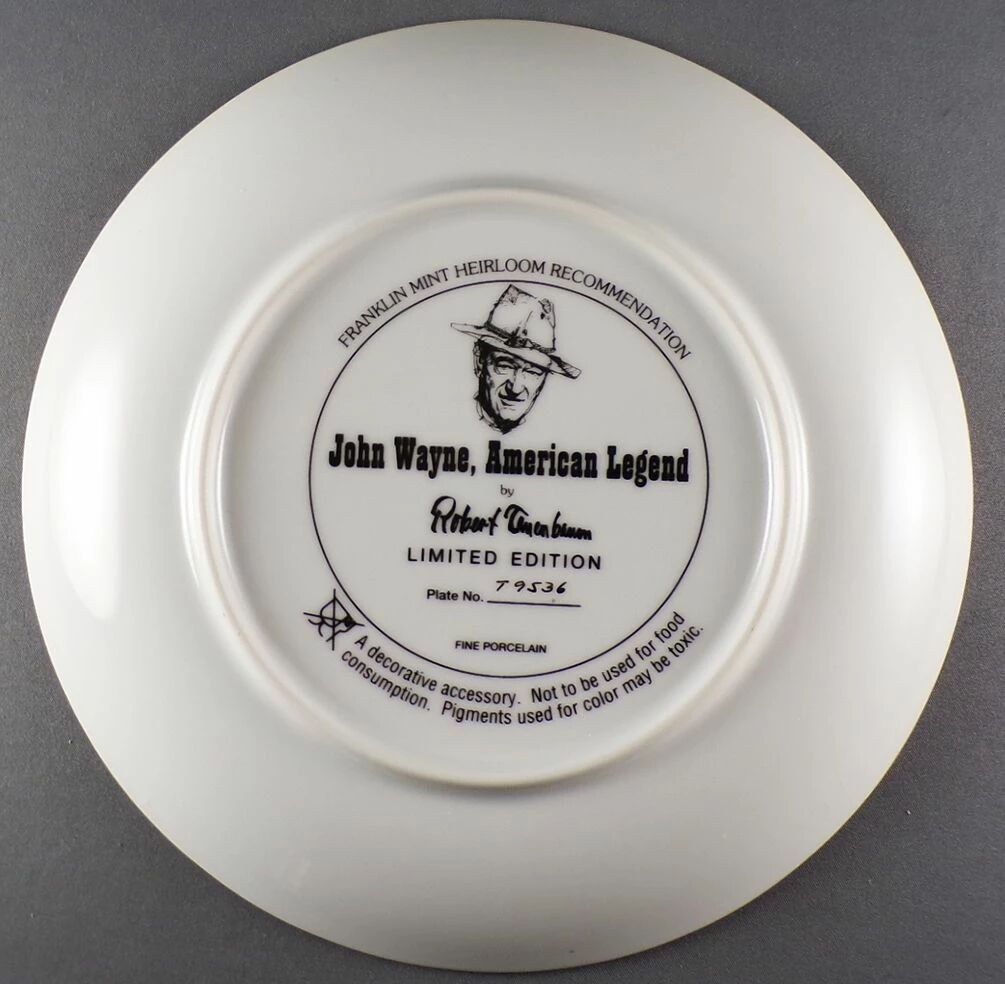 FRANKLIN MINT HEIRLOOM RECOMMENDATION
John Wayne, American Legend
by
Robert Tanenbaum
LIMITED EDITION
Plate No. T9536
FINE PORCELAIN
A decorative accessory. Not to be used for food
consumption. Pigments used for color may be toxic.